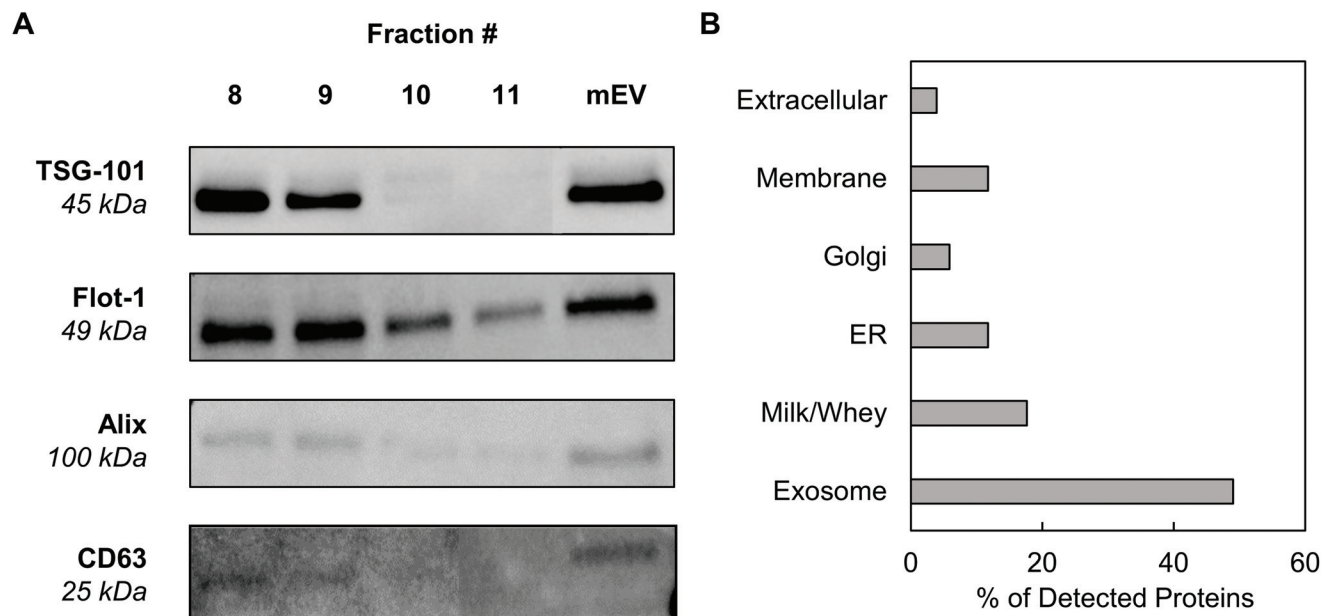 A
Fraction #
8 9 10 11 mEV
TSG-101
45 kDa
Flot-1
49 kDa
Alix
100 kDa
CD63
25 kDa
B
Extracellular
Membrane
Golgi
ER
Milk/Whey
Exosome
0 20 40 60
% of Detected Proteins